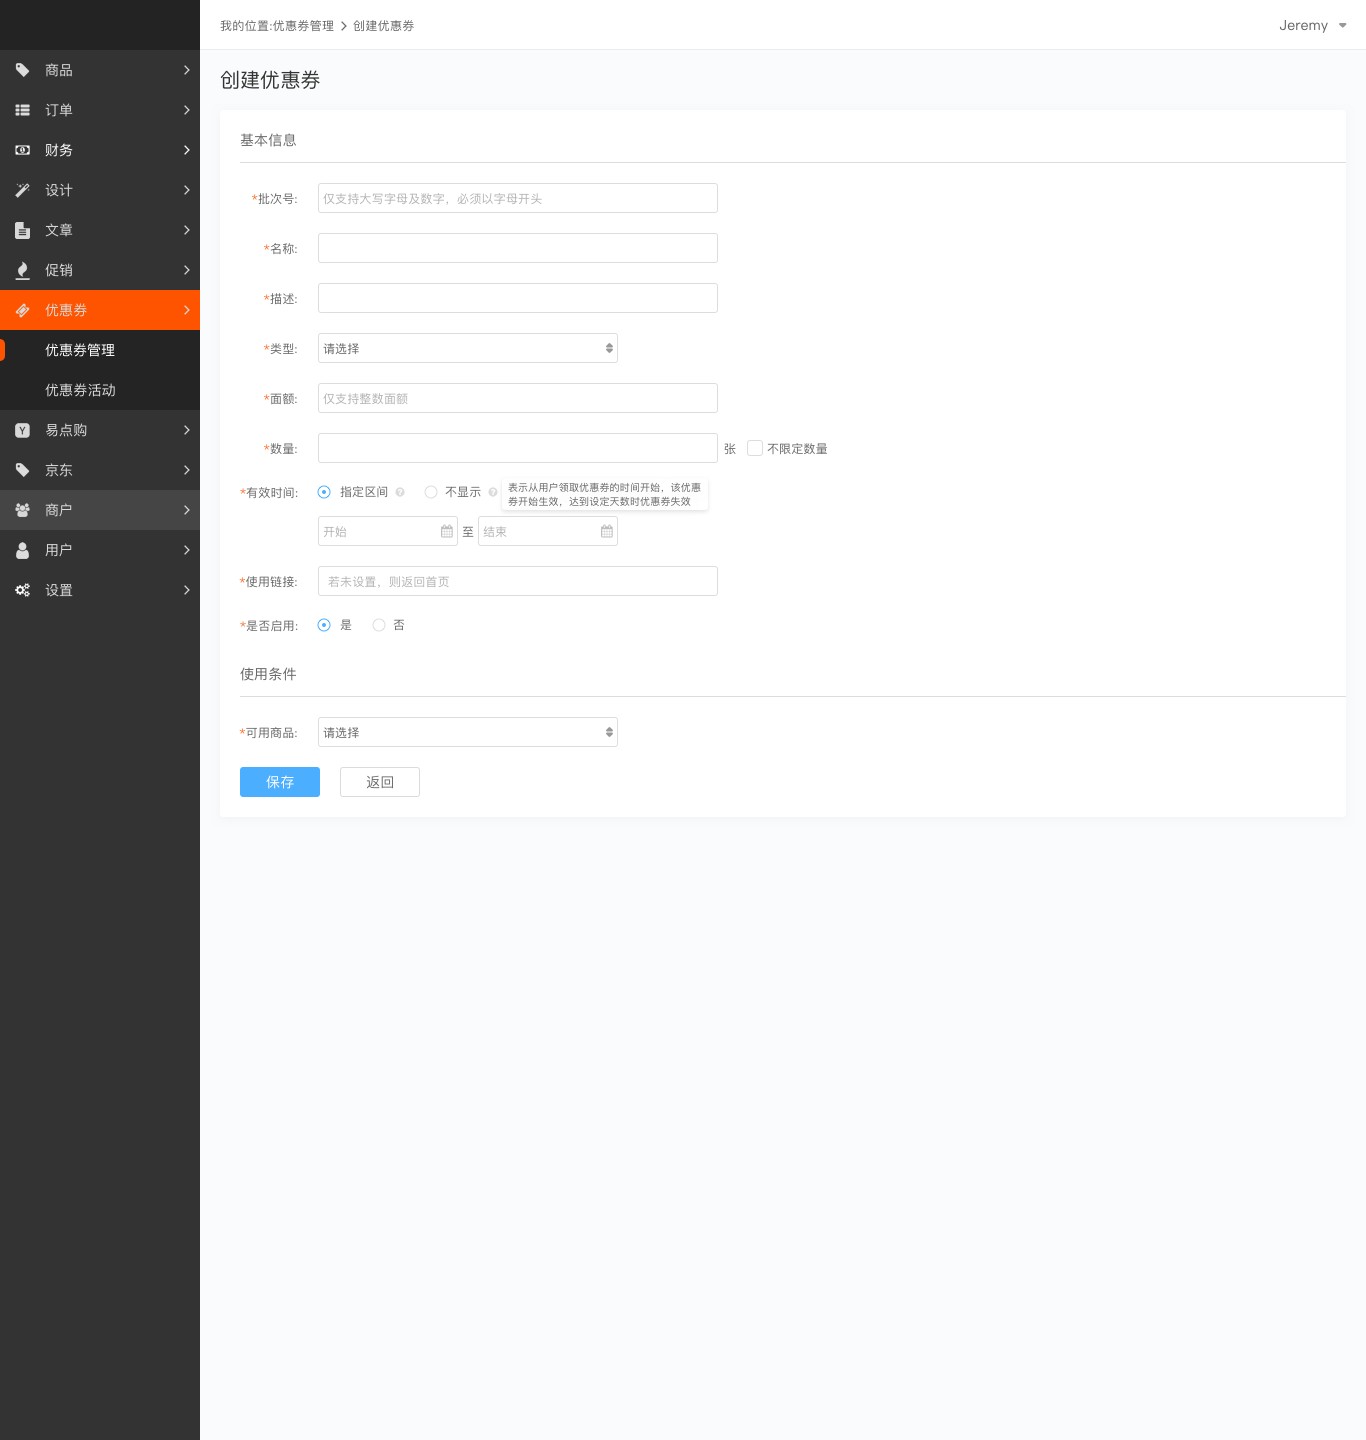 我的位置:优惠券管理 > 创建优惠券
Jeremy
商品
订单
财务
设计
文章
促销
优惠券
优惠券管理
优惠券活动
易点购
京东
商户
用户
设置
创建优惠券
基本信息
*批次号: 仅支持大写字母及数字，必须以字母开头
*名称:
*描述:
*类型: 请选择
*面额: 仅支持整数面额
*数量: 张 不限定数量
*有效时间: 指定区间 ? 不显示 ?
表示从用户领取优惠券的时间开始，该优惠
券开始生效，达到设定天数时优惠券失效
开始 至 结束
*使用链接: 若未设置，则返回首页
*是否启用: 是 否
使用条件
*可用商品: 请选择
保存 返回